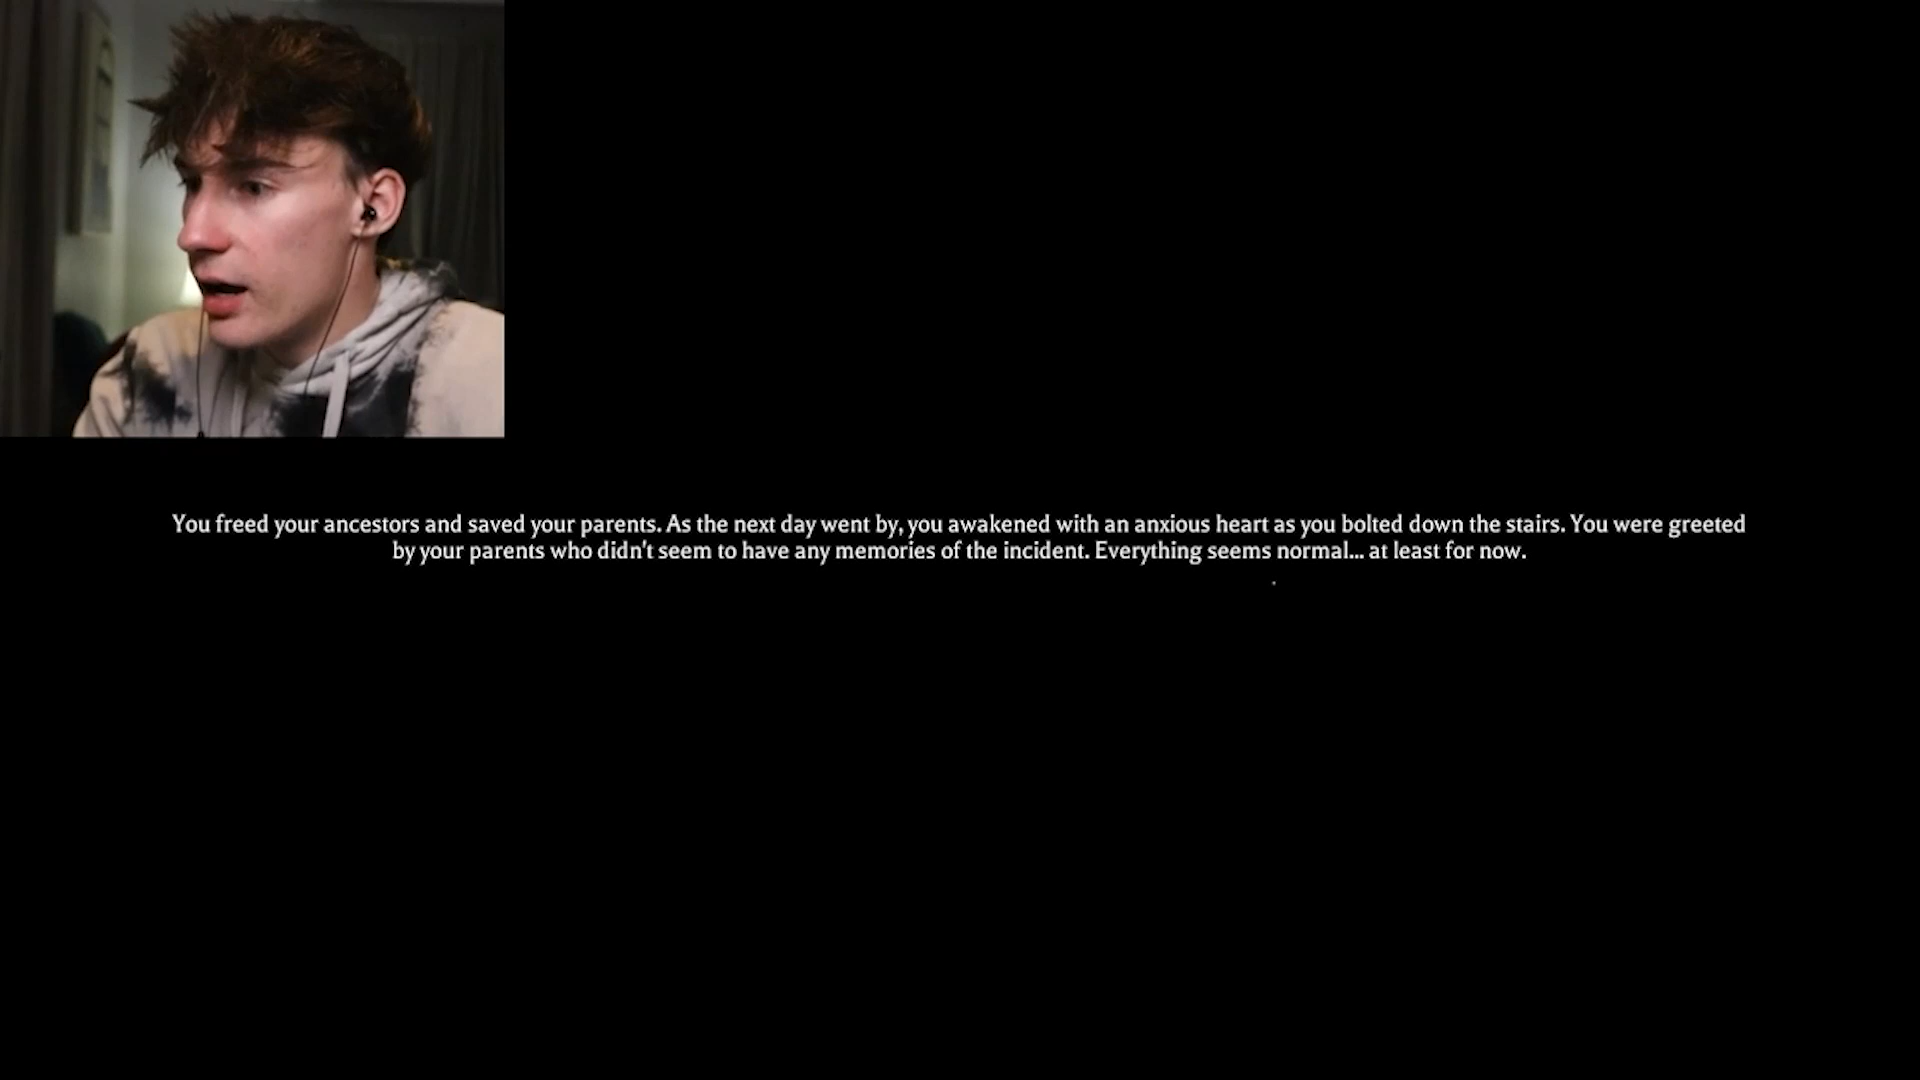 You freed your ancestors and saved your parents. As the next day went by, you awakened with an anxious heart as you bolted down the stairs. You were greeted
by your parents who didn't seem to have any memories of the incident. Everything seems normal... at least for now.